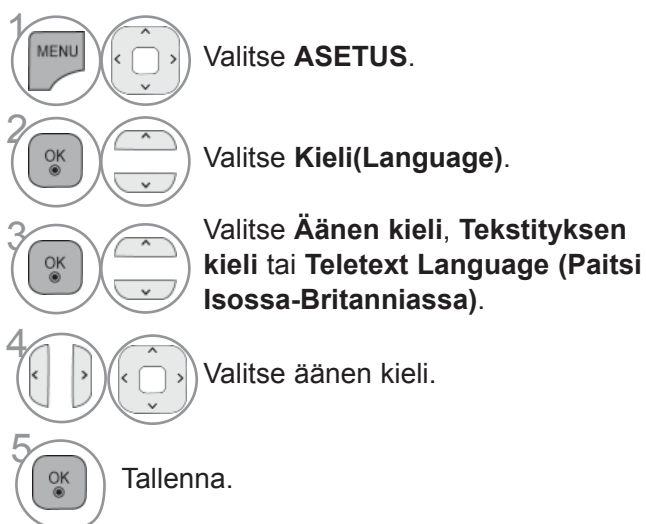 1
MENU
Valitse ASETUS.
2
OK
Valitse Kieli(Language).
3
OK
Valitse Äänen kieli, Tekstityksen
kieli tai Teletext Language (Paitsi
Isossa-Britanniassa).
4
Valitse äänen kieli.
5
OK
Tallenna.